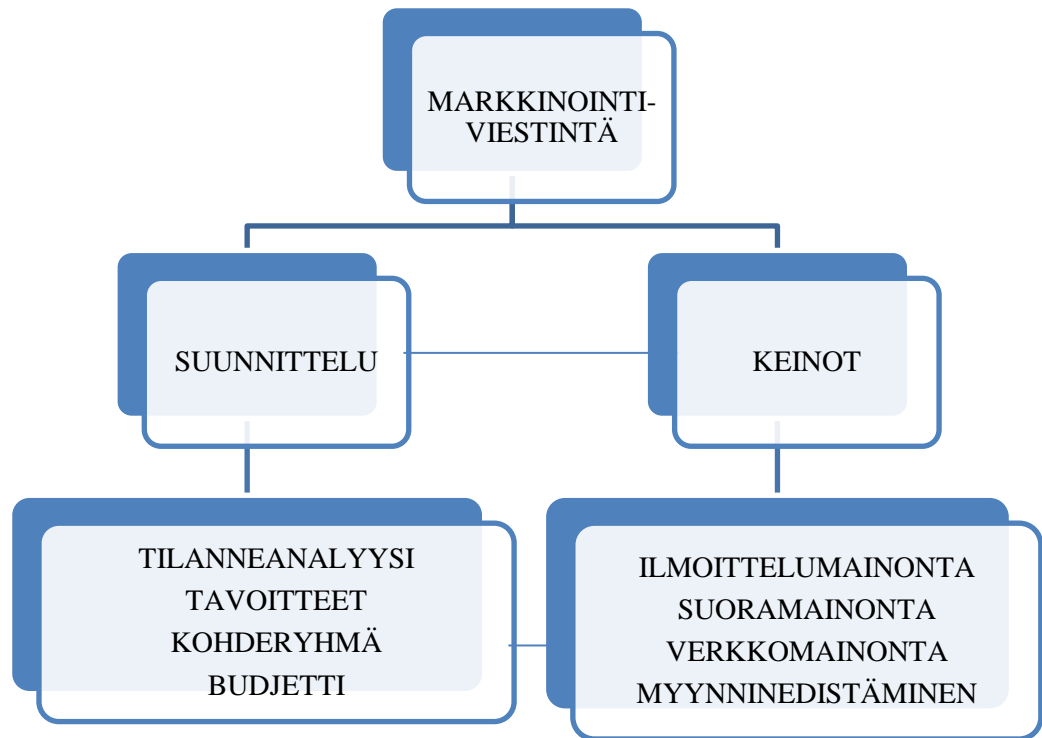 MARKKINOINTI-
VIESTINTÄ
SUUNNITTELU
KEINOT
TILANNEANALYYSI
TAVOITTEET
KOHDERYHMÄ
BUDJETTI
ILMOITTELUMAINONTA
SUORAMAINONTA
VERKKOMAINONTA
MYYNNINEDISTÄMINEN